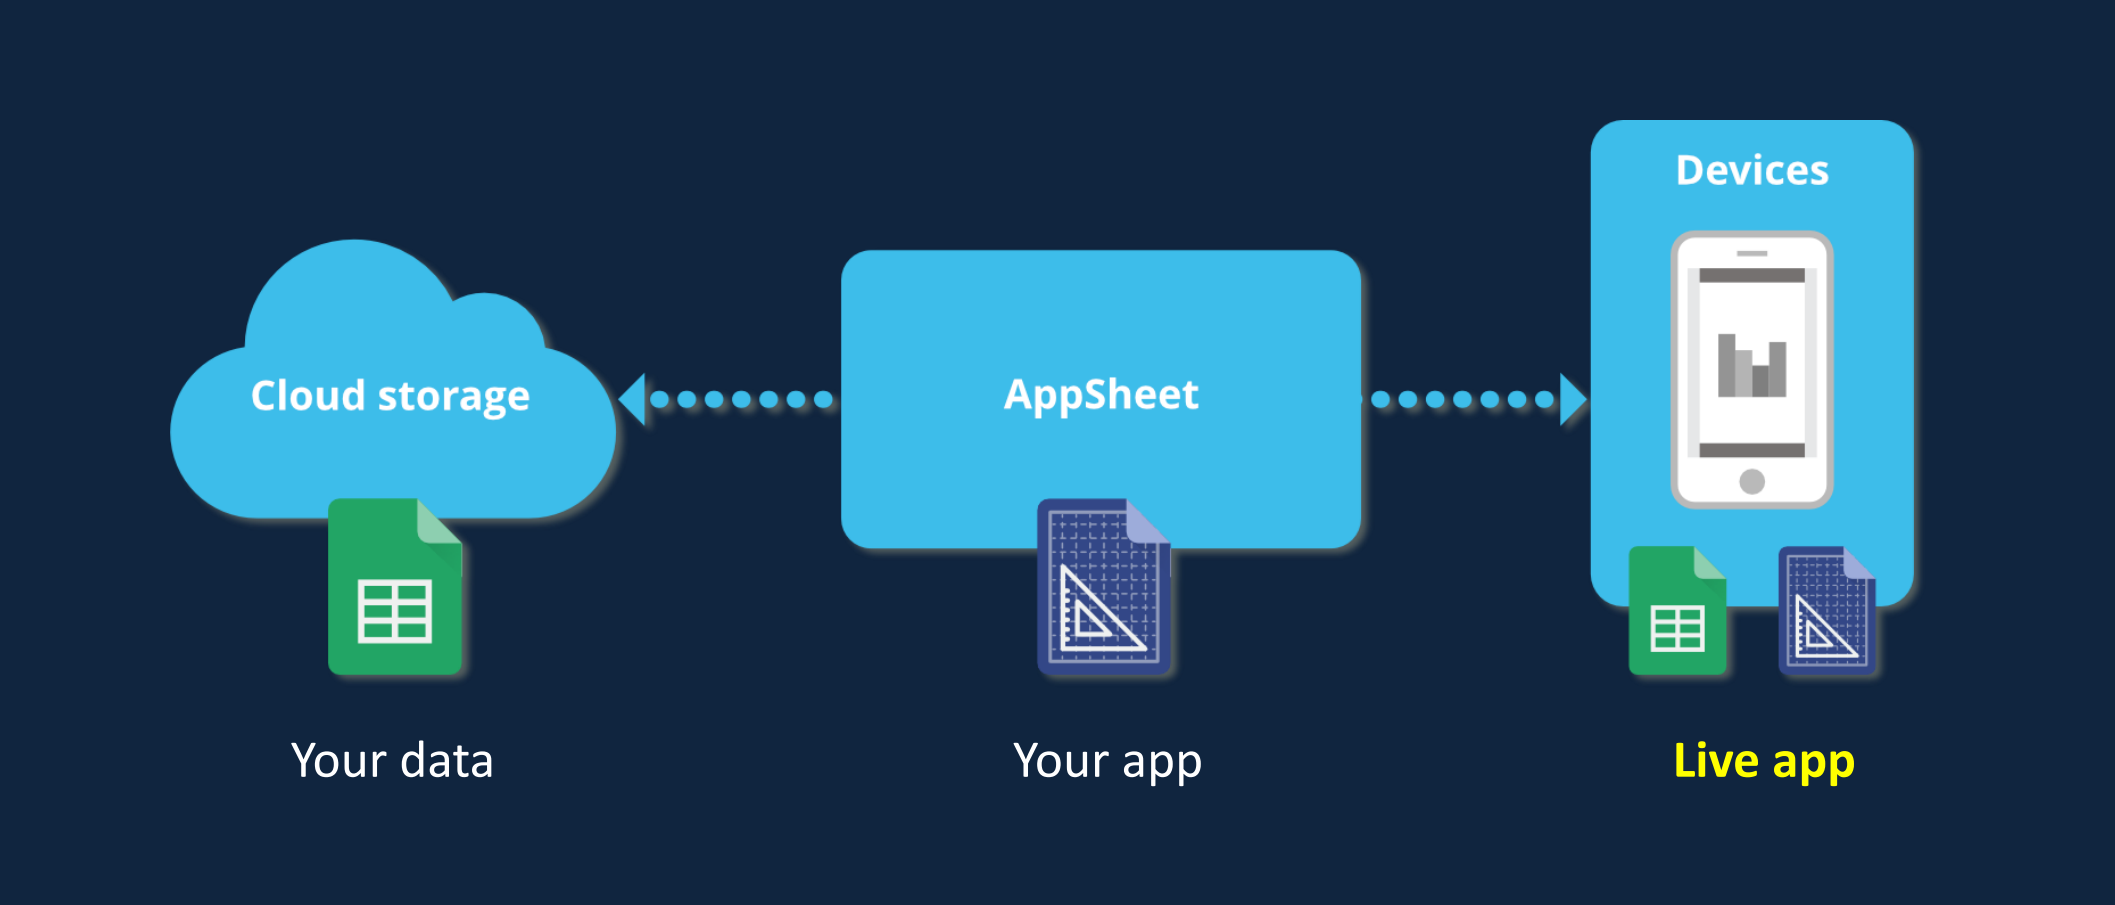 Devices
Cloud storage
AppSheet
Your data
Your app
Live app